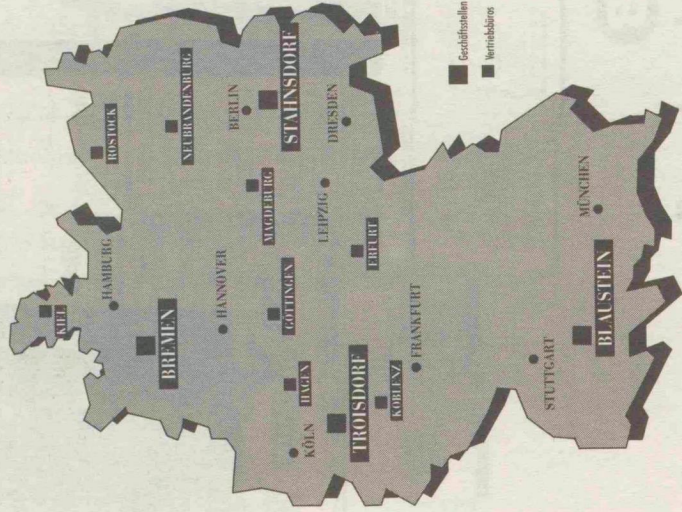 KIEL
ROSTOCK
HAMBURG
NEUBRANDENBURG
BREMEN
HANNOVER
BERLIN
STAHNSDORF
MAGDEBURG
GÖTTINGEN
HAGEN
KÖLN
LEIPZIG
DRESDEN
TROISDORF
ERFURT
KOBLENZ
FRANKFURT
Geschäftsstellen
Vertriebsbüros
STUTTGART
BLAUSTEIN
MÜNCHEN